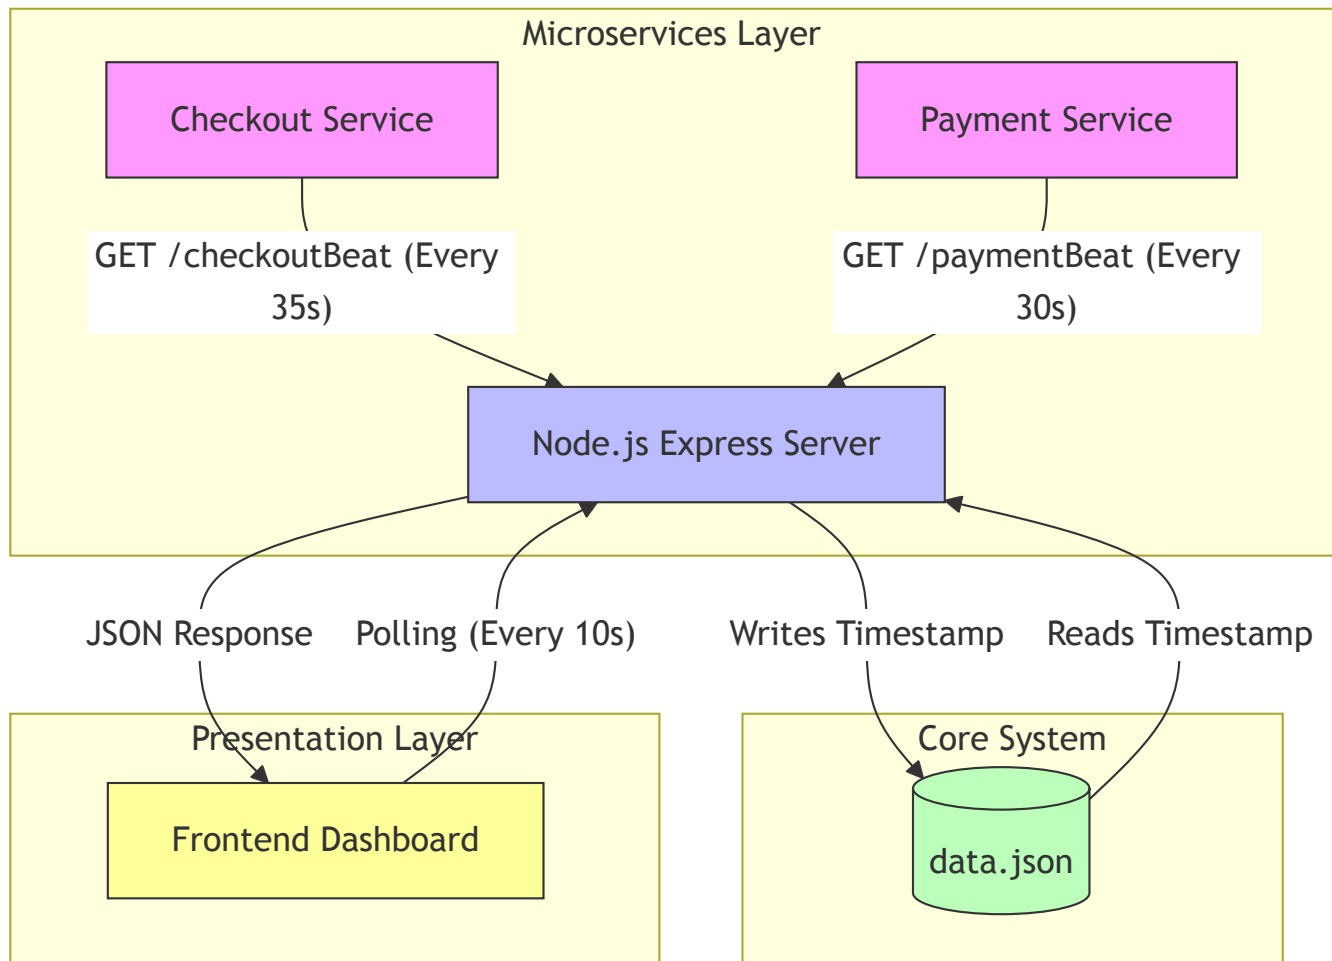 Microservices Layer
Checkout Service
Payment Service
GET /checkoutBeat (Every
35s)
GET /paymentBeat (Every
30s)
Node.js Express Server
JSON Response
Polling (Every 10s)
Writes Timestamp
Reads Timestamp
Presentation Layer
Core System
Frontend Dashboard
data.json